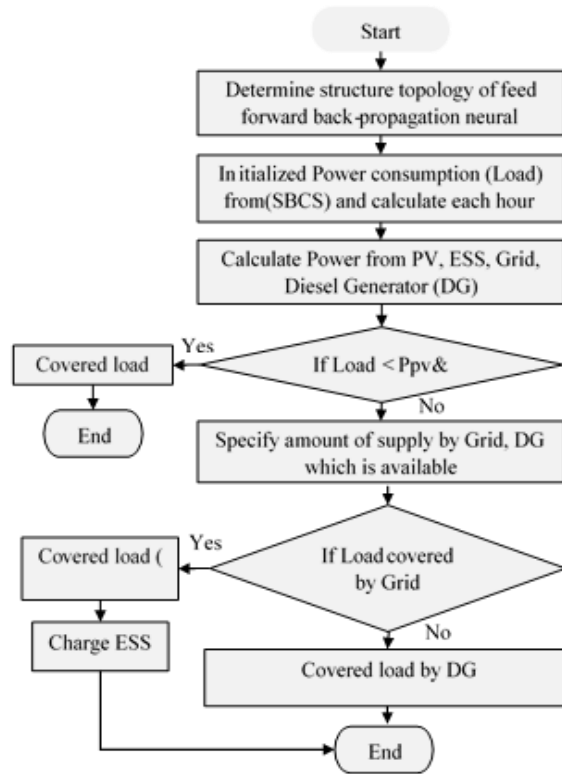 Start
Determine structure topology of feed
forward back-propagation neural
Initialized Power consumption (Load)
from(SBCS) and calculate each hour
Calculate Power from PV, ESS, Grid,
Diesel Generator (DG)
Yes
Covered load
If Load < Ppv&
No
End
Specify amount of supply by Grid, DG
which is available
Yes
Covered load (
If Load covered
by Grid
No
Charge ESS
Covered load by DG
End